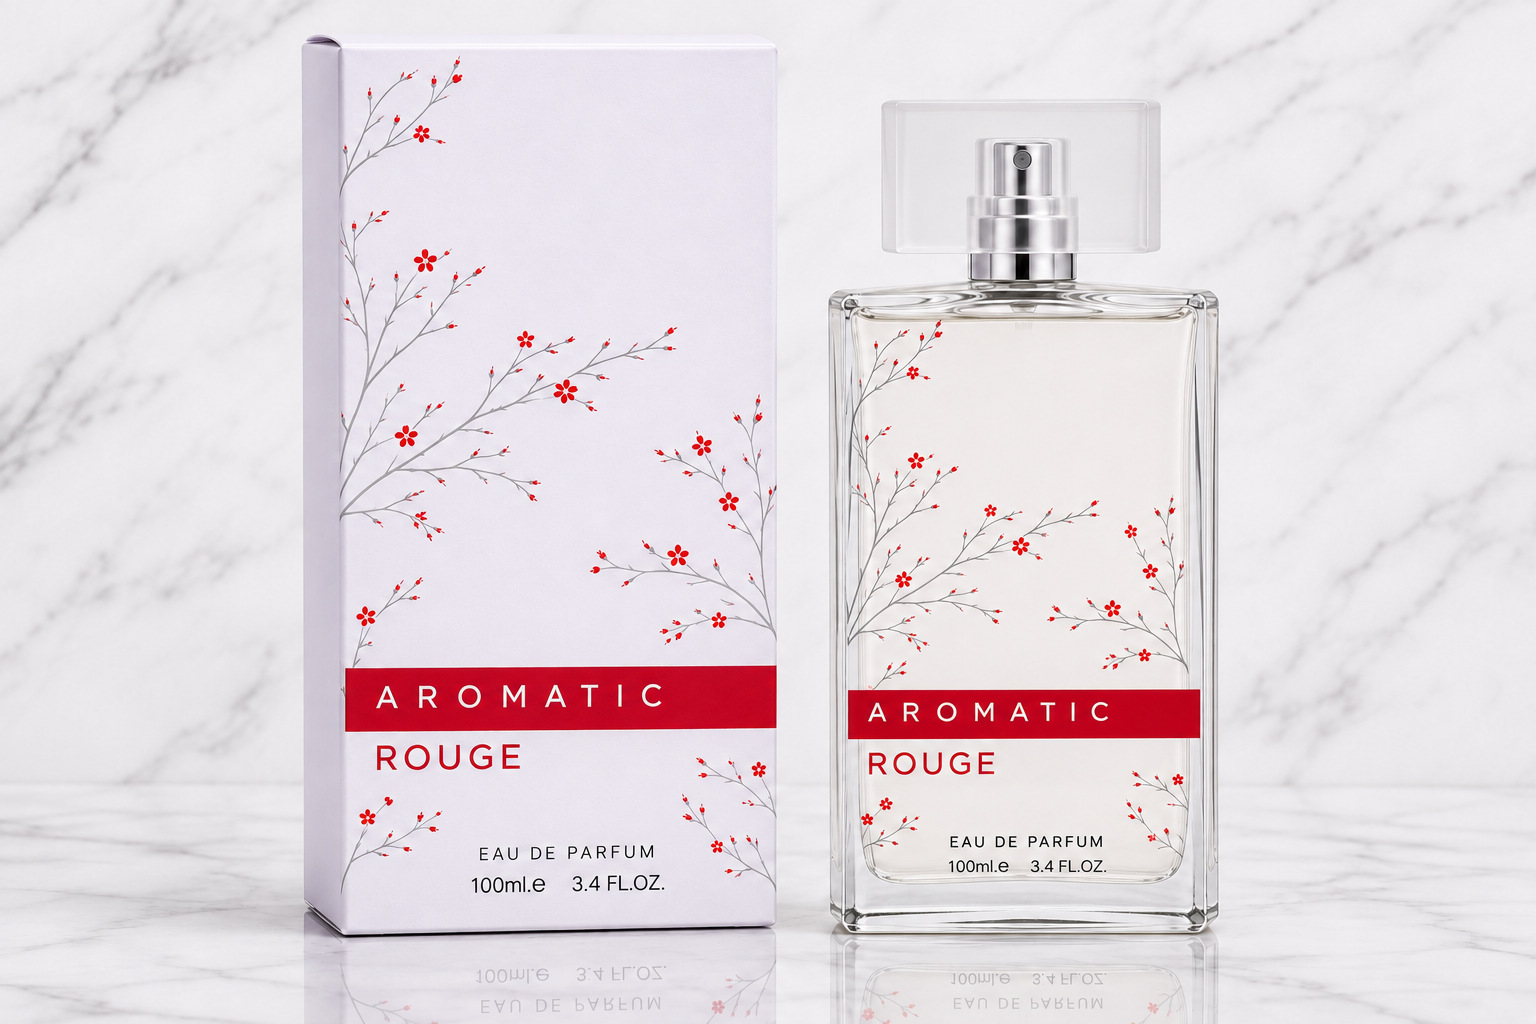 AROMATIC
ROUGE
EAU DE PARFUM
100ml.e 3.4 FL.OZ.
AROMATIC
ROUGE
EAU DE PARFUM
100ml.e 3.4 FL.OZ.